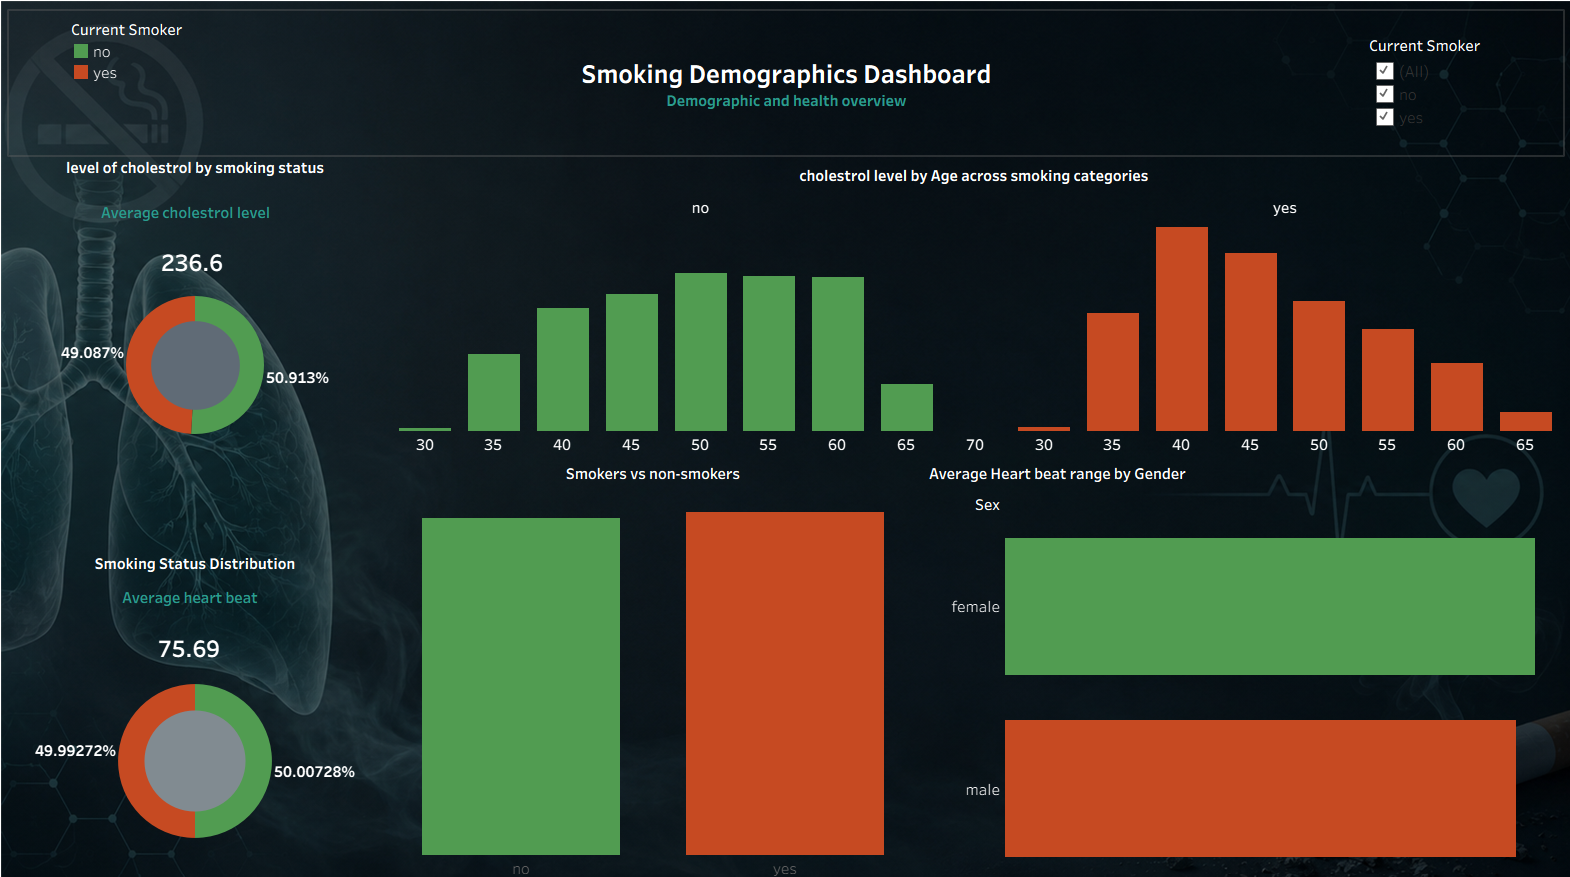 Current Smoker
no
yes
Smoking Demographics Dashboard
Demographic and health overview
Current Smoker
(All)
no
yes
level of cholestrol by smoking status
Average cholestrol level
236.6
49.087%
50.913%
cholestrol level by Age across smoking categories
no
yes
30 35 40 45 50 55 60 65 70 30 35 40 45 50 55 60 65
Smoking Status Distribution
Average heart beat
75.69
49.99272%
50.00728%
Smokers vs non-smokers
no
yes
Average Heart beat range by Gender
Sex
female
male